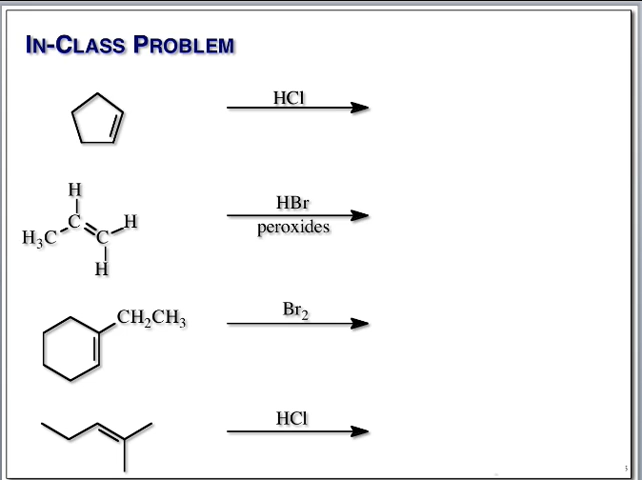 IN-CLASS PROBLEM
HCl
H
C
H
H₃C
C
H
HBr
peroxides
CH₂CH₃
Br₂
HCl